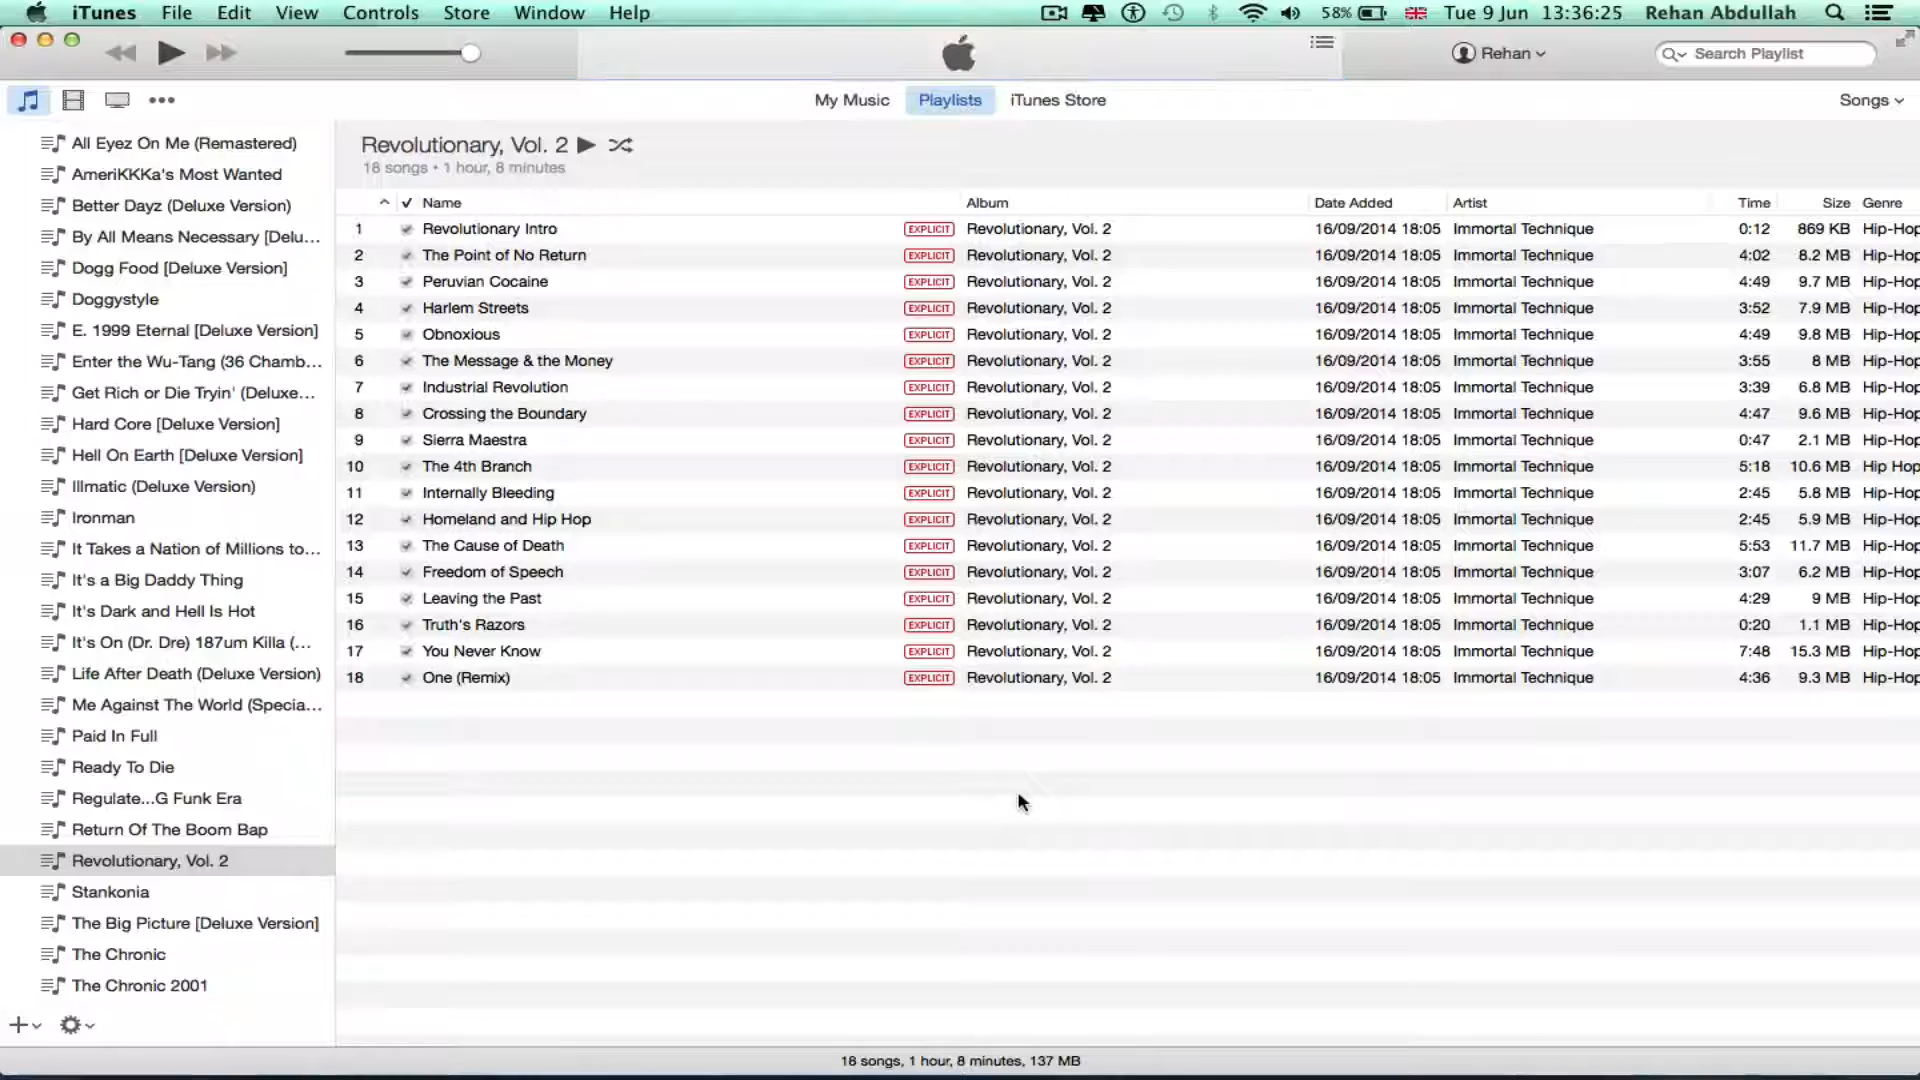 iTunes File Edit View Controls Store Window Help 58% Tue 9 Jun 13:36:25 Rehan Abdullah
Rehan Search Playlist
My Music Playlists iTunes Store Songs
All Eyez On Me (Remastered)
AmeriKKKa's Most Wanted
Better Dayz (Deluxe Version)
By All Means Necessary [Delu...
Dogg Food [Deluxe Version]
Doggystyle
E. 1999 Eternal [Deluxe Version]
Enter the Wu-Tang (36 Chamb...
Get Rich or Die Tryin' (Deluxe...
Hard Core [Deluxe Version]
Hell On Earth [Deluxe Version]
Illmatic (Deluxe Version)
Ironman
It Takes a Nation of Millions to...
It's a Big Daddy Thing
It's Dark and Hell Is Hot
It's On (Dr. Dre) 187um Killa (...
Life After Death (Deluxe Version)
Me Against The World (Specia...
Paid In Full
Ready To Die
Regulate...G Funk Era
Return Of The Boom Bap
Revolutionary, Vol. 2
Stankonia
The Big Picture [Deluxe Version]
The Chronic
The Chronic 2001
Revolutionary, Vol. 2
18 songs • 1 hour, 8 minutes
Name Album Date Added Artist Time Size Genre
1 Revolutionary Intro EXPLICIT Revolutionary, Vol. 2 16/09/2014 18:05 Immortal Technique 0:12 869 KB Hip-Hop
2 The Point of No Return EXPLICIT Revolutionary, Vol. 2 16/09/2014 18:05 Immortal Technique 4:02 8.2 MB Hip-Hop
3 Peruvian Cocaine EXPLICIT Revolutionary, Vol. 2 16/09/2014 18:05 Immortal Technique 4:49 9.7 MB Hip-Hop
4 Harlem Streets EXPLICIT Revolutionary, Vol. 2 16/09/2014 18:05 Immortal Technique 3:52 7.9 MB Hip-Hop
5 Obnoxious EXPLICIT Revolutionary, Vol. 2 16/09/2014 18:05 Immortal Technique 4:49 9.8 MB Hip-Hop
6 The Message & the Money EXPLICIT Revolutionary, Vol. 2 16/09/2014 18:05 Immortal Technique 3:55 8 MB Hip-Hop
7 Industrial Revolution EXPLICIT Revolutionary, Vol. 2 16/09/2014 18:05 Immortal Technique 3:39 6.8 MB Hip-Hop
8 Crossing the Boundary EXPLICIT Revolutionary, Vol. 2 16/09/2014 18:05 Immortal Technique 4:47 9.6 MB Hip-Hop
9 Sierra Maestra EXPLICIT Revolutionary, Vol. 2 16/09/2014 18:05 Immortal Technique 0:47 2.1 MB Hip-Hop
10 The 4th Branch EXPLICIT Revolutionary, Vol. 2 16/09/2014 18:05 Immortal Technique 5:18 10.6 MB Hip Hop
11 Internally Bleeding EXPLICIT Revolutionary, Vol. 2 16/09/2014 18:05 Immortal Technique 2:45 5.8 MB Hip-Hop
12 Homeland and Hip Hop EXPLICIT Revolutionary, Vol. 2 16/09/2014 18:05 Immortal Technique 2:45 5.9 MB Hip-Hop
13 The Cause of Death EXPLICIT Revolutionary, Vol. 2 16/09/2014 18:05 Immortal Technique 5:53 11.7 MB Hip-Hop
14 Freedom of Speech EXPLICIT Revolutionary, Vol. 2 16/09/2014 18:05 Immortal Technique 3:07 6.2 MB Hip-Hop
15 Leaving the Past EXPLICIT Revolutionary, Vol. 2 16/09/2014 18:05 Immortal Technique 4:29 9 MB Hip-Hop
16 Truth's Razors EXPLICIT Revolutionary, Vol. 2 16/09/2014 18:05 Immortal Technique 0:20 1.1 MB Hip-Hop
17 You Never Know EXPLICIT Revolutionary, Vol. 2 16/09/2014 18:05 Immortal Technique 7:48 15.3 MB Hip-Hop
18 One (Remix) EXPLICIT Revolutionary, Vol. 2 16/09/2014 18:05 Immortal Technique 4:36 9.3 MB Hip-Hop
18 songs, 1 hour, 8 minutes, 137 MB